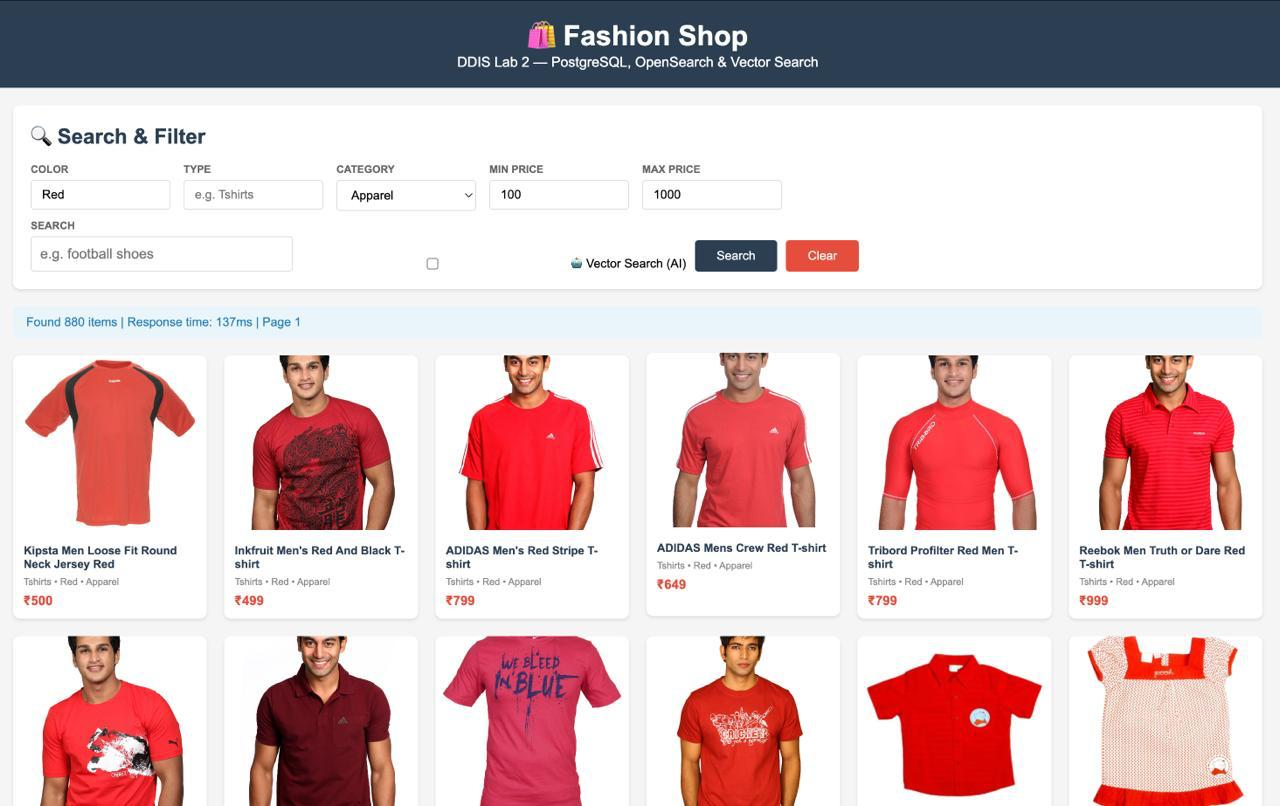 Fashion Shop
DDIS Lab 2 — PostgreSQL, OpenSearch & Vector Search
Search & Filter
COLOR TYPE CATEGORY MIN PRICE MAX PRICE
Red e.g. Tshirts Apparel 100 1000
SEARCH
e.g. football shoes Vector Search (AI) Search Clear
Found 880 items | Response time: 137ms | Page 1
Kipsta Men Loose Fit Round
Neck Jersey Red
Tshirts • Red • Apparel
₹500
Inkfruit Men's Red And Black T-
shirt
Tshirts • Red • Apparel
₹499
ADIDAS Men's Red Stripe T-
shirt
Tshirts • Red • Apparel
₹799
ADIDAS Mens Crew Red T-shirt
Tshirts • Red • Apparel
₹649
TRIBORD
Tribord Profilter Red Men T-
shirt
Tshirts • Red • Apparel
₹799
Reebok Men Truth or Dare Red
T-shirt
Tshirts • Red • Apparel
₹999
WE BLEED
IN BLUE
CRICKET